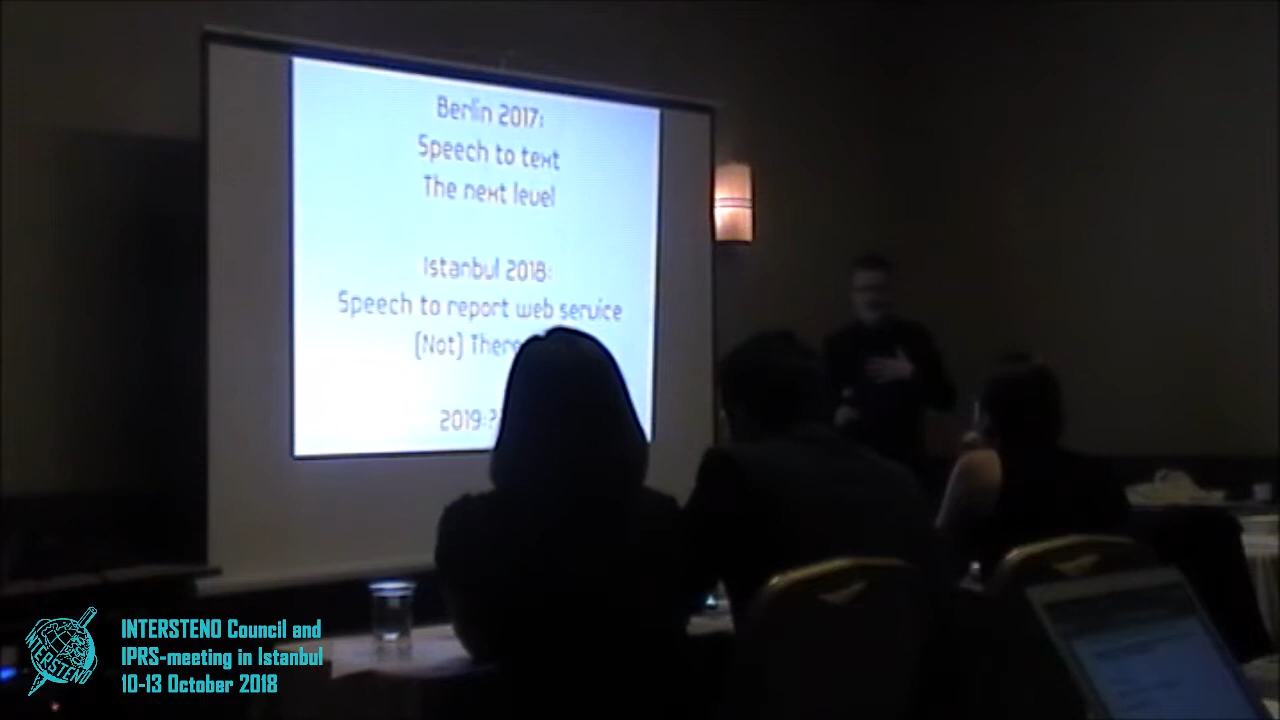 Berlin 2017:
Speech to text
The next level
Istanbul 2018:
Speech to report web service
(Not) There
2019:?
INTERSTENO
INTERSTENO Council and
IPRS-meeting in Istanbul
10-13 October 2018